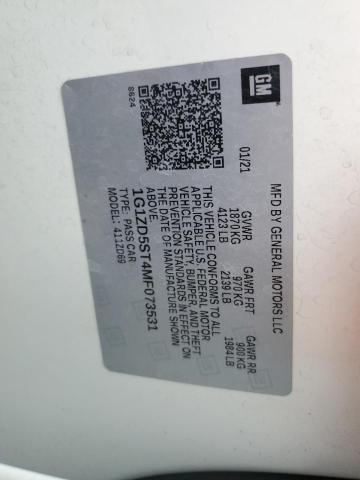 GM
MFD BY GENERAL MOTORS LLC
01/21
GVWR GAWR FRT GAWR RR
1870 KG 970 KG 900 KG
4123 LB 2139 LB 1984 LB
THIS VEHICLE CONFORMS TO ALL
APPLICABLE U.S. FEDERAL MOTOR
VEHICLE SAFETY, BUMPER, AND THEFT
PREVENTION STANDARDS IN EFFECT ON
THE DATE OF MANUFACTURE SHOWN
ABOVE.
1G1ZD5ST4MF073531
TYPE: PASS CAR
MODEL: 411ZD69
8624